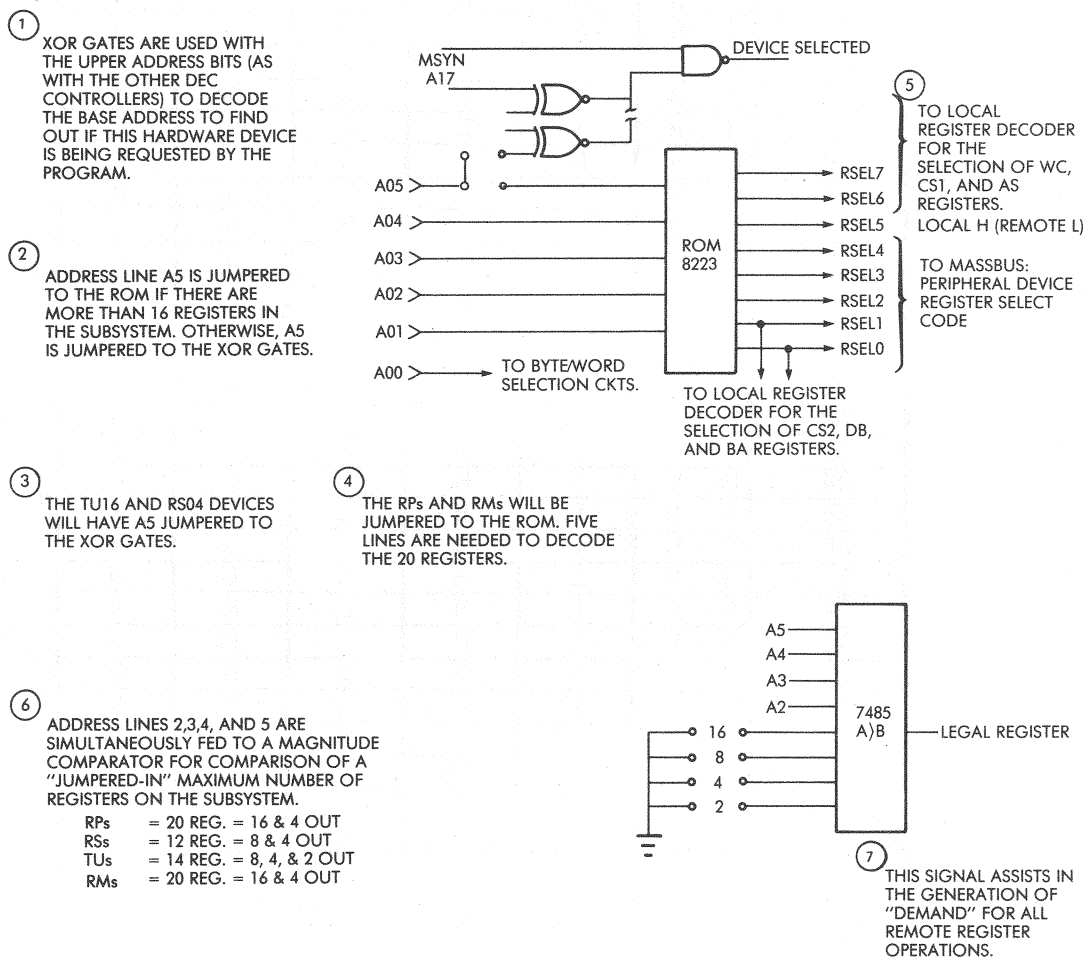 1
XOR GATES ARE USED WITH
THE UPPER ADDRESS BITS (AS
WITH THE OTHER DEC
CONTROLLERS) TO DECODE
THE BASE ADDRESS TO FIND
OUT IF THIS HARDWARE DEVICE
IS BEING REQUESTED BY THE
PROGRAM.
MSYN
A17
DEVICE SELECTED
A05
A04
A03
A02
A01
A00
TO BYTE/WORD
SELECTION CKTS.
ROM
8223
RSEL7
RSEL6
RSEL5
RSEL4
RSEL3
RSEL2
RSEL1
RSEL0
5
TO LOCAL
REGISTER DECODER
FOR THE
SELECTION OF WC,
CS1, AND AS
REGISTERS.
LOCAL H (REMOTE L)
TO MASSBUS:
PERIPHERAL DEVICE
REGISTER SELECT
CODE
TO LOCAL REGISTER
DECODER FOR THE
SELECTION OF CS2, DB,
AND BA REGISTERS.
2
ADDRESS LINE A5 IS JUMPERED
TO THE ROM IF THERE ARE
MORE THAN 16 REGISTERS IN
THE SUBSYSTEM. OTHERWISE, A5
IS JUMPERED TO THE XOR GATES.
3
THE TU16 AND RS04 DEVICES
WILL HAVE A5 JUMPERED TO
THE XOR GATES.
4
THE RPs AND RMs WILL BE
JUMPERED TO THE ROM. FIVE
LINES ARE NEEDED TO DECODE
THE 20 REGISTERS.
6
ADDRESS LINES 2,3,4, AND 5 ARE
SIMULTANEOUSLY FED TO A MAGNITUDE
COMPARATOR FOR COMPARISON OF A
"JUMPERED-IN" MAXIMUM NUMBER OF
REGISTERS ON THE SUBSYSTEM.
RPs = 20 REG. = 16 & 4 OUT
RSs = 12 REG. = 8 & 4 OUT
TUs = 14 REG. = 8, 4, & 2 OUT
RMs = 20 REG. = 16 & 4 OUT
A5
A4
A3
A2
16
8
4
2
7485
A⟩B
LEGAL REGISTER
7
THIS SIGNAL ASSISTS IN
THE GENERATION OF
"DEMAND" FOR ALL
REMOTE REGISTER
OPERATIONS.